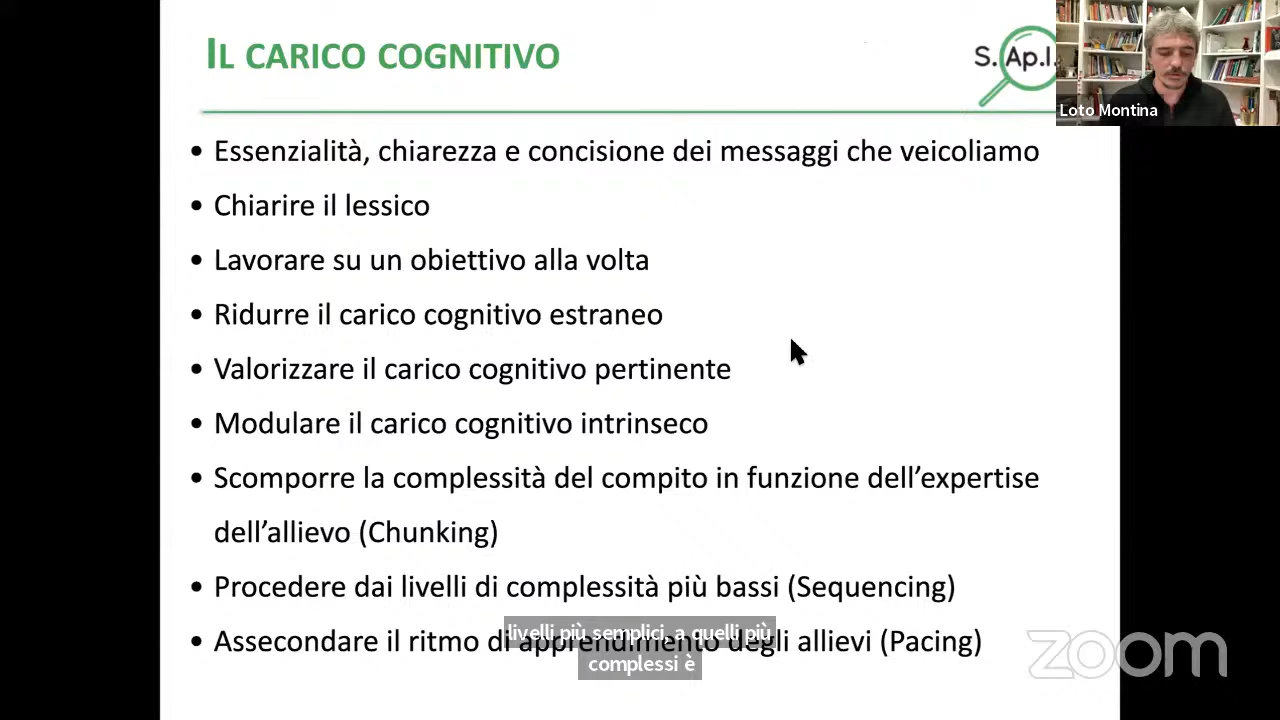 IL CARICO COGNITIVO
S.Ap.I.
Loto Montina
• Essenzialità, chiarezza e concisione dei messaggi che veicoliamo
• Chiarire il lessico
• Lavorare su un obiettivo alla volta
• Ridurre il carico cognitivo estraneo
• Valorizzare il carico cognitivo pertinente
• Modulare il carico cognitivo intrinseco
• Scomporre la complessità del compito in funzione dell’expertise
dell’allievo (Chunking)
• Procedere dai livelli di complessità più bassi (Sequencing)
• Assecondare il ritmo di apprendimento degli allievi (Pacing)
livelli più semplici, a quelli più
complessi è
zoom